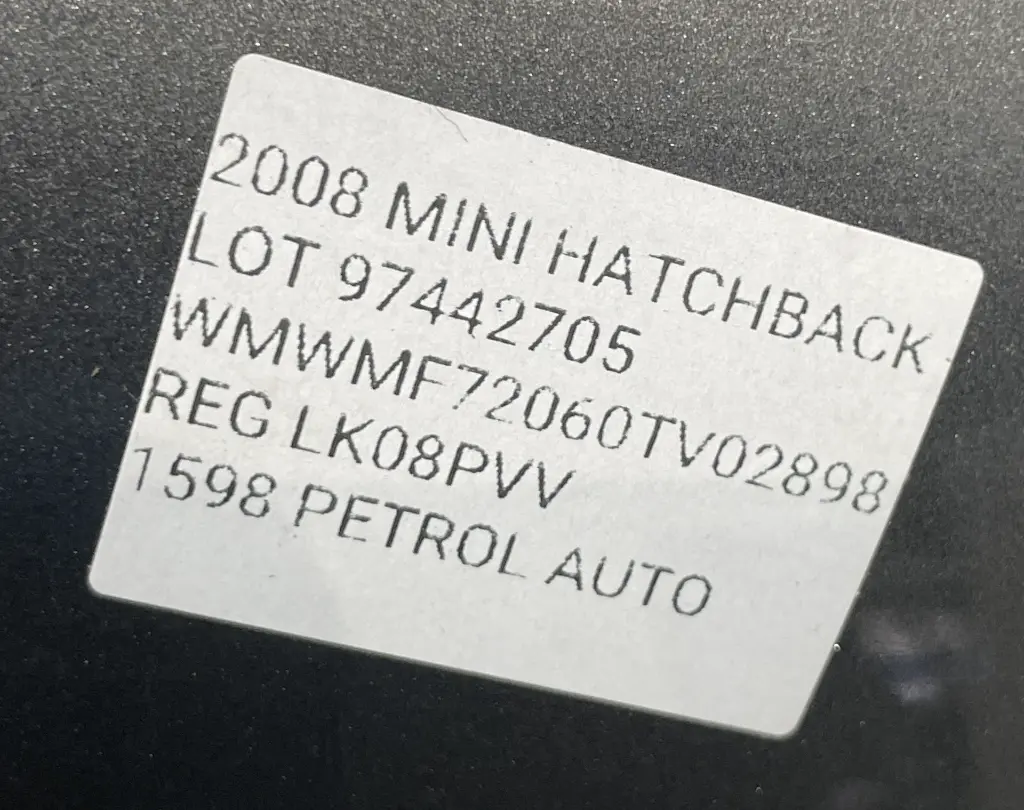 2008 MINI HATCHBACK
LOT 97442705
WMWMF72060TV02898
REG LK08PVV
1598 PETROL AUTO